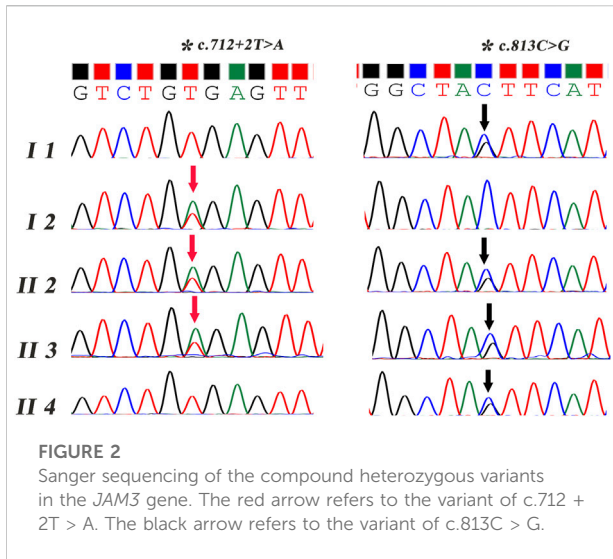 * c.712+2T>A
* c.813C>G
GTCTGTGAGTT
GGCTACTTCAT
I 1
I 2
II 2
II 3
II 4
FIGURE 2
Sanger sequencing of the compound heterozygous variants
in the JAM3 gene. The red arrow refers to the variant of c.712 +
2T > A. The black arrow refers to the variant of c.813C > G.